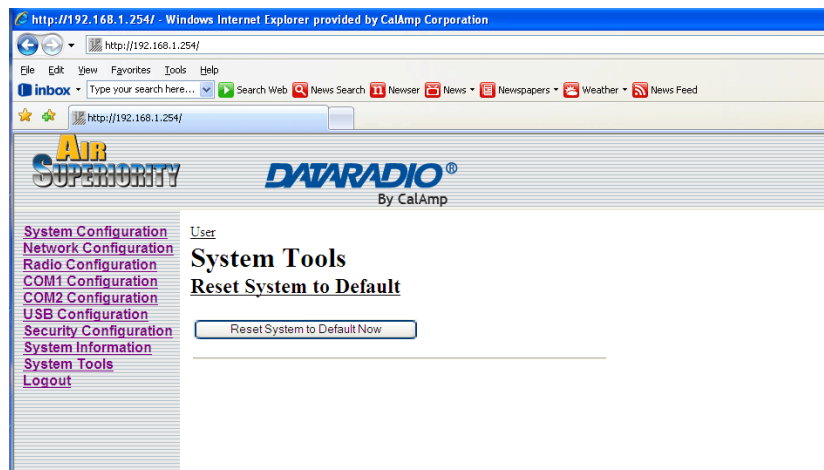 http://192.168.1.254/ - Windows Internet Explorer provided by CalAmp Corporation
http://192.168.1.254/
File Edit View Favorites Tools Help
inbox Type your search here... Search Web News Search Newser News Newspapers Weather News Feed
http://192.168.1.254/
AIR
SUPERIORITY
DATARADIO®
By CalAmp
System Configuration
Network Configuration
Radio Configuration
COM1 Configuration
COM2 Configuration
USB Configuration
Security Configuration
System Information
System Tools
Logout
User
System Tools
Reset System to Default
Reset System to Default Now